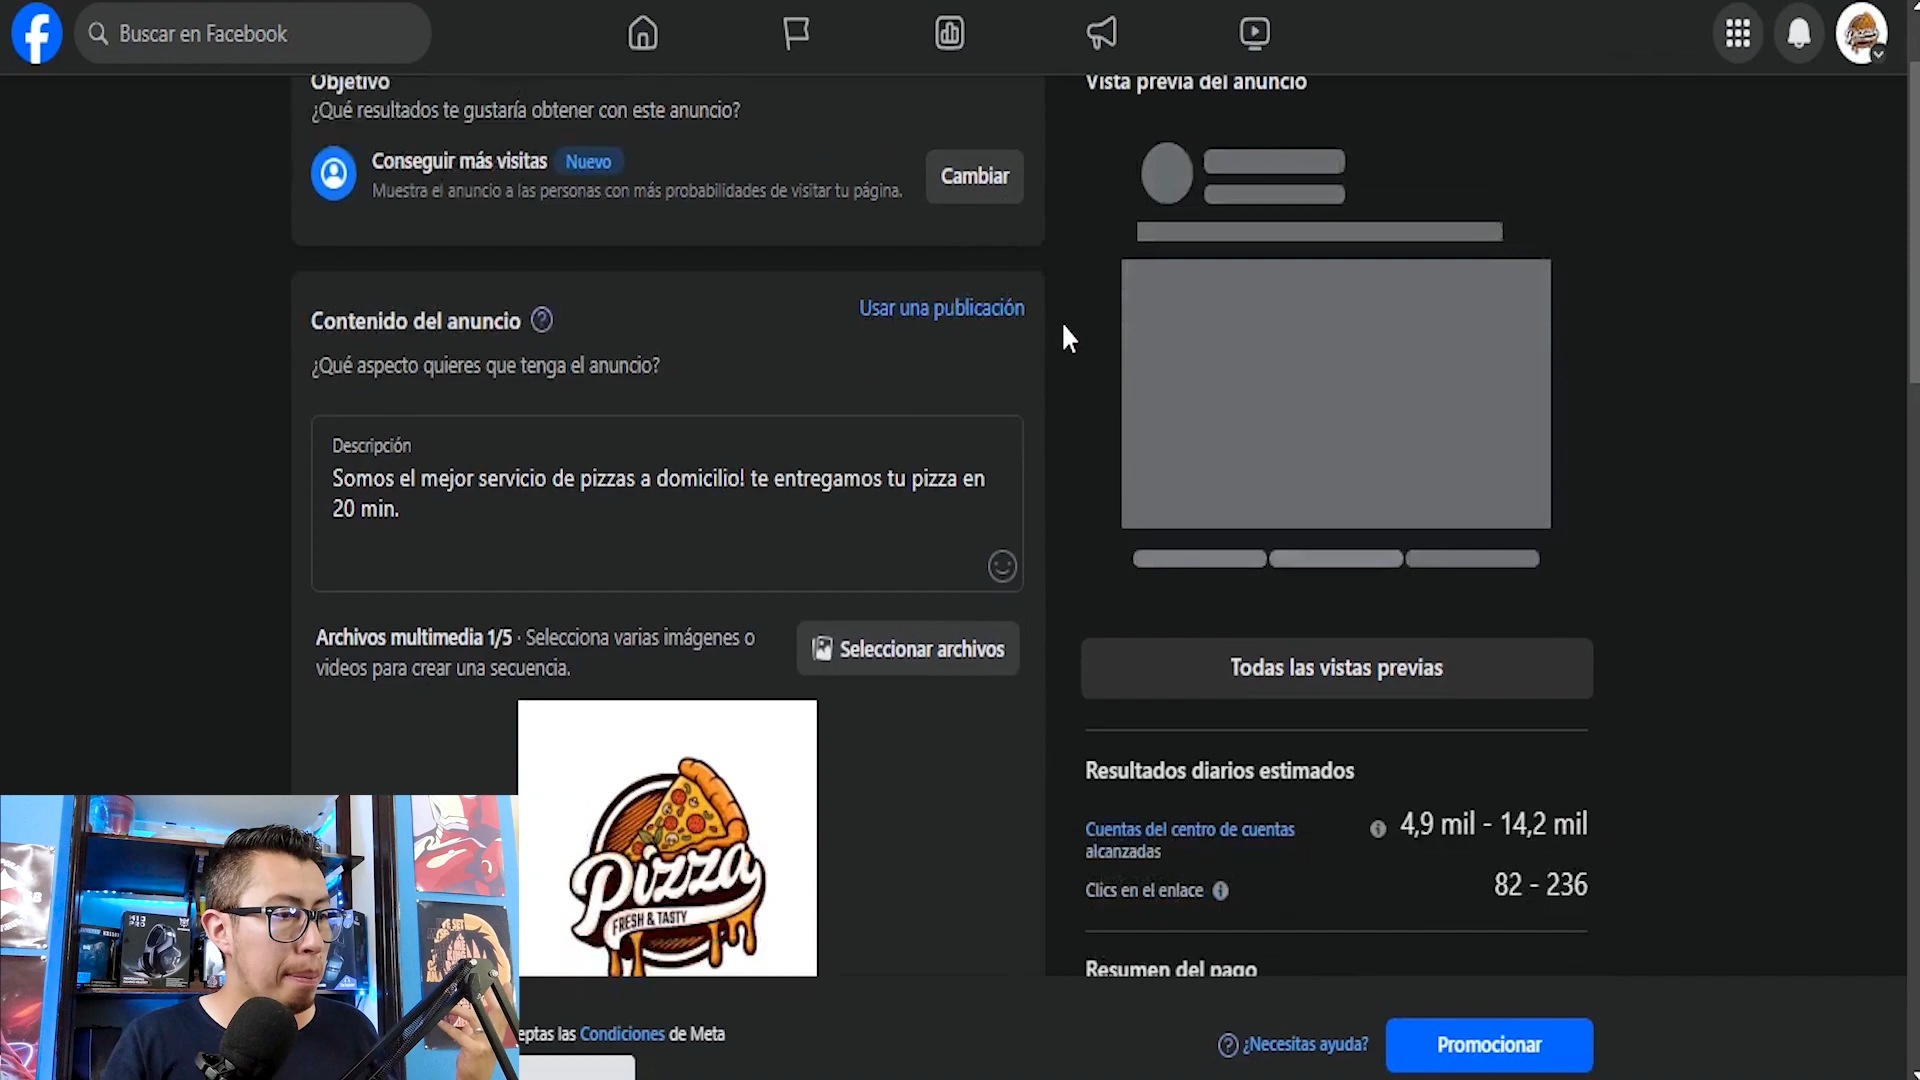 Buscar en Facebook
Objetivo
¿Qué resultados te gustaría obtener con este anuncio?
Conseguir más visitas Nuevo
Muestra el anuncio a las personas con más probabilidades de visitar tu página.
Cambiar
Contenido del anuncio
Usar una publicación
¿Qué aspecto quieres que tenga el anuncio?
Descripción
Somos el mejor servicio de pizzas a domicilio! te entregamos tu pizza en
20 min.
Archivos multimedia 1/5 · Selecciona varias imágenes o
videos para crear una secuencia.
Seleccionar archivos
Pizza
FRESH & TASTY
eptas las Condiciones de Meta
Vista previa del anuncio
Todas las vistas previas
Resultados diarios estimados
Cuentas del centro de cuentas
alcanzadas
4,9 mil - 14,2 mil
Clics en el enlace
82 - 236
Resumen del pago
¿Necesitas ayuda?
Promocionar